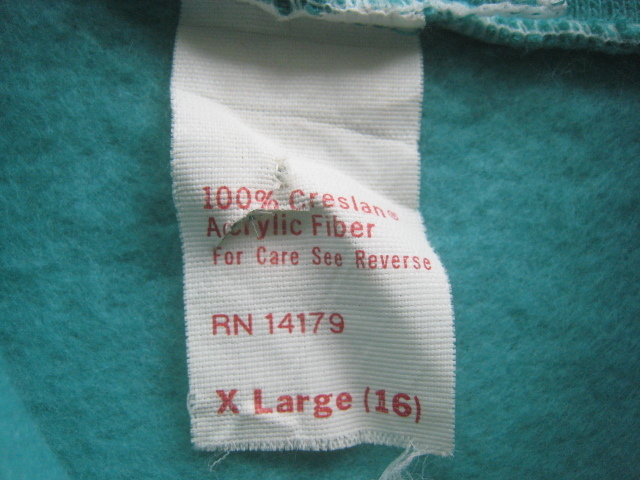 100% Creslan®
Acrylic Fiber
For Care See Reverse
RN 14179
X Large (16)